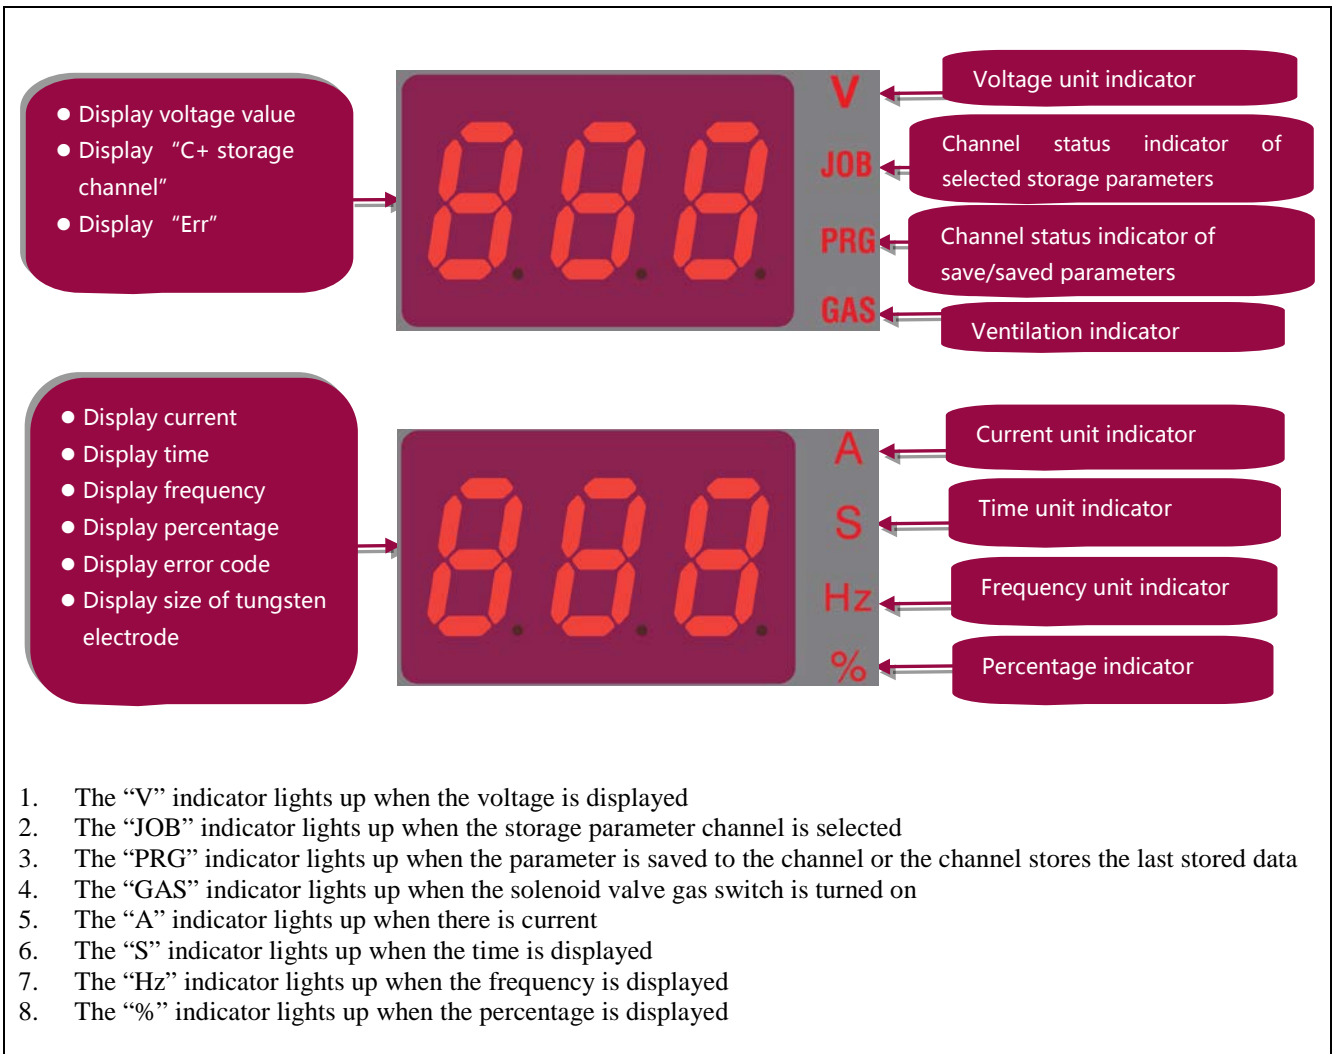 ● Display voltage value
● Display “C+ storage
channel”
● Display “Err”
888
V
JOB
PRG
GAS
Voltage unit indicator
Channel status indicator of
selected storage parameters
Channel status indicator of
save/saved parameters
Ventilation indicator
● Display current
● Display time
● Display frequency
● Display percentage
● Display error code
● Display size of tungsten
electrode
888
A
S
Hz
%
Current unit indicator
Time unit indicator
Frequency unit indicator
Percentage indicator
1. The “V” indicator lights up when the voltage is displayed
2. The “JOB” indicator lights up when the storage parameter channel is selected
3. The “PRG” indicator lights up when the parameter is saved to the channel or the channel stores the last stored data
4. The “GAS” indicator lights up when the solenoid valve gas switch is turned on
5. The “A” indicator lights up when there is current
6. The “S” indicator lights up when the time is displayed
7. The “Hz” indicator lights up when the frequency is displayed
8. The “%” indicator lights up when the percentage is displayed